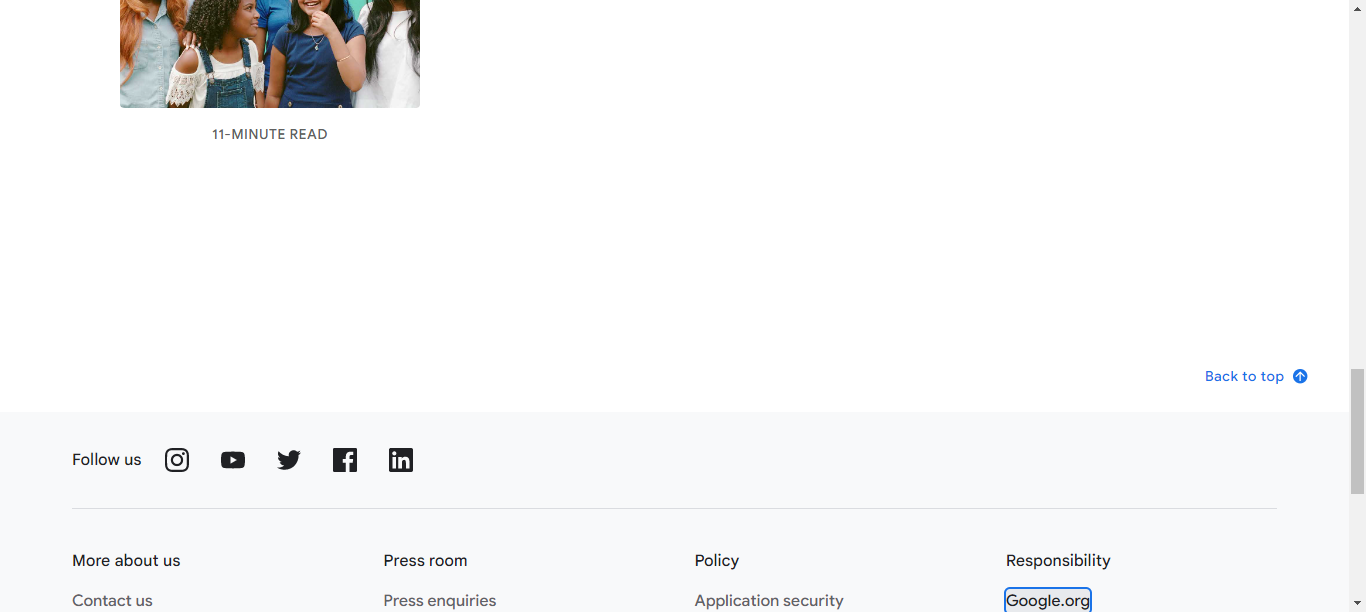 11-MINUTE READ
Back to top
Follow us
More about us
Press room
Policy
Responsibility
Contact us
Press enquiries
Application security
Google.org